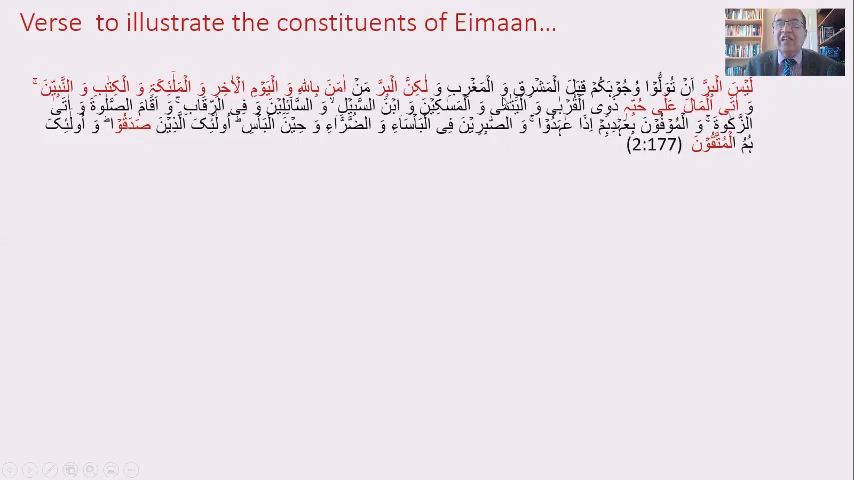 Verse to illustrate the constituents of Eimaan...
لَیۡسَ الۡبِرَّ اَنۡ تُوَلُّوۡا وُجُوۡہَکُمۡ قِبَلَ الۡمَشۡرِقِ وَ الۡمَغۡرِبِ وَ لٰکِنَّ الۡبِرَّ مَنۡ اٰمَنَ بِاللّٰہِ وَ الۡیَوۡمِ الۡاٰخِرِ وَ الۡمَلٰٓئِکَۃِ وَ الۡکِتٰبِ وَ النَّبِیّٖنَ ۚ
وَ اٰتَی الۡمَالَ عَلٰی حُبِّہٖ ذَوِی الۡقُرۡبٰی وَ الۡیَتٰمٰی وَ الۡمَسٰکِیۡنَ وَ ابۡنَ السَّبِیۡلِ ۙ وَ السَّآئِلِیۡنَ وَ فِی الرِّقَابِ ۚ وَ اَقَامَ الصَّلٰوۃَ وَ اٰتَی
الزَّکٰوۃَ ۚ وَ الۡمُوۡفُوۡنَ بِعَہۡدِہِمۡ اِذَا عٰہَدُوۡا ۚ وَ الصّٰبِرِیۡنَ فِی الۡبَاۡسَآءِ وَ الضَّرَّآءِ وَ حِیۡنَ الۡبَاۡسِ ؕ اُولٰٓئِکَ الَّذِیۡنَ صَدَقُوۡا ؕ وَ اُولٰٓئِکَ
ہُمُ الۡمُتَّقُوۡنَ (2:177)